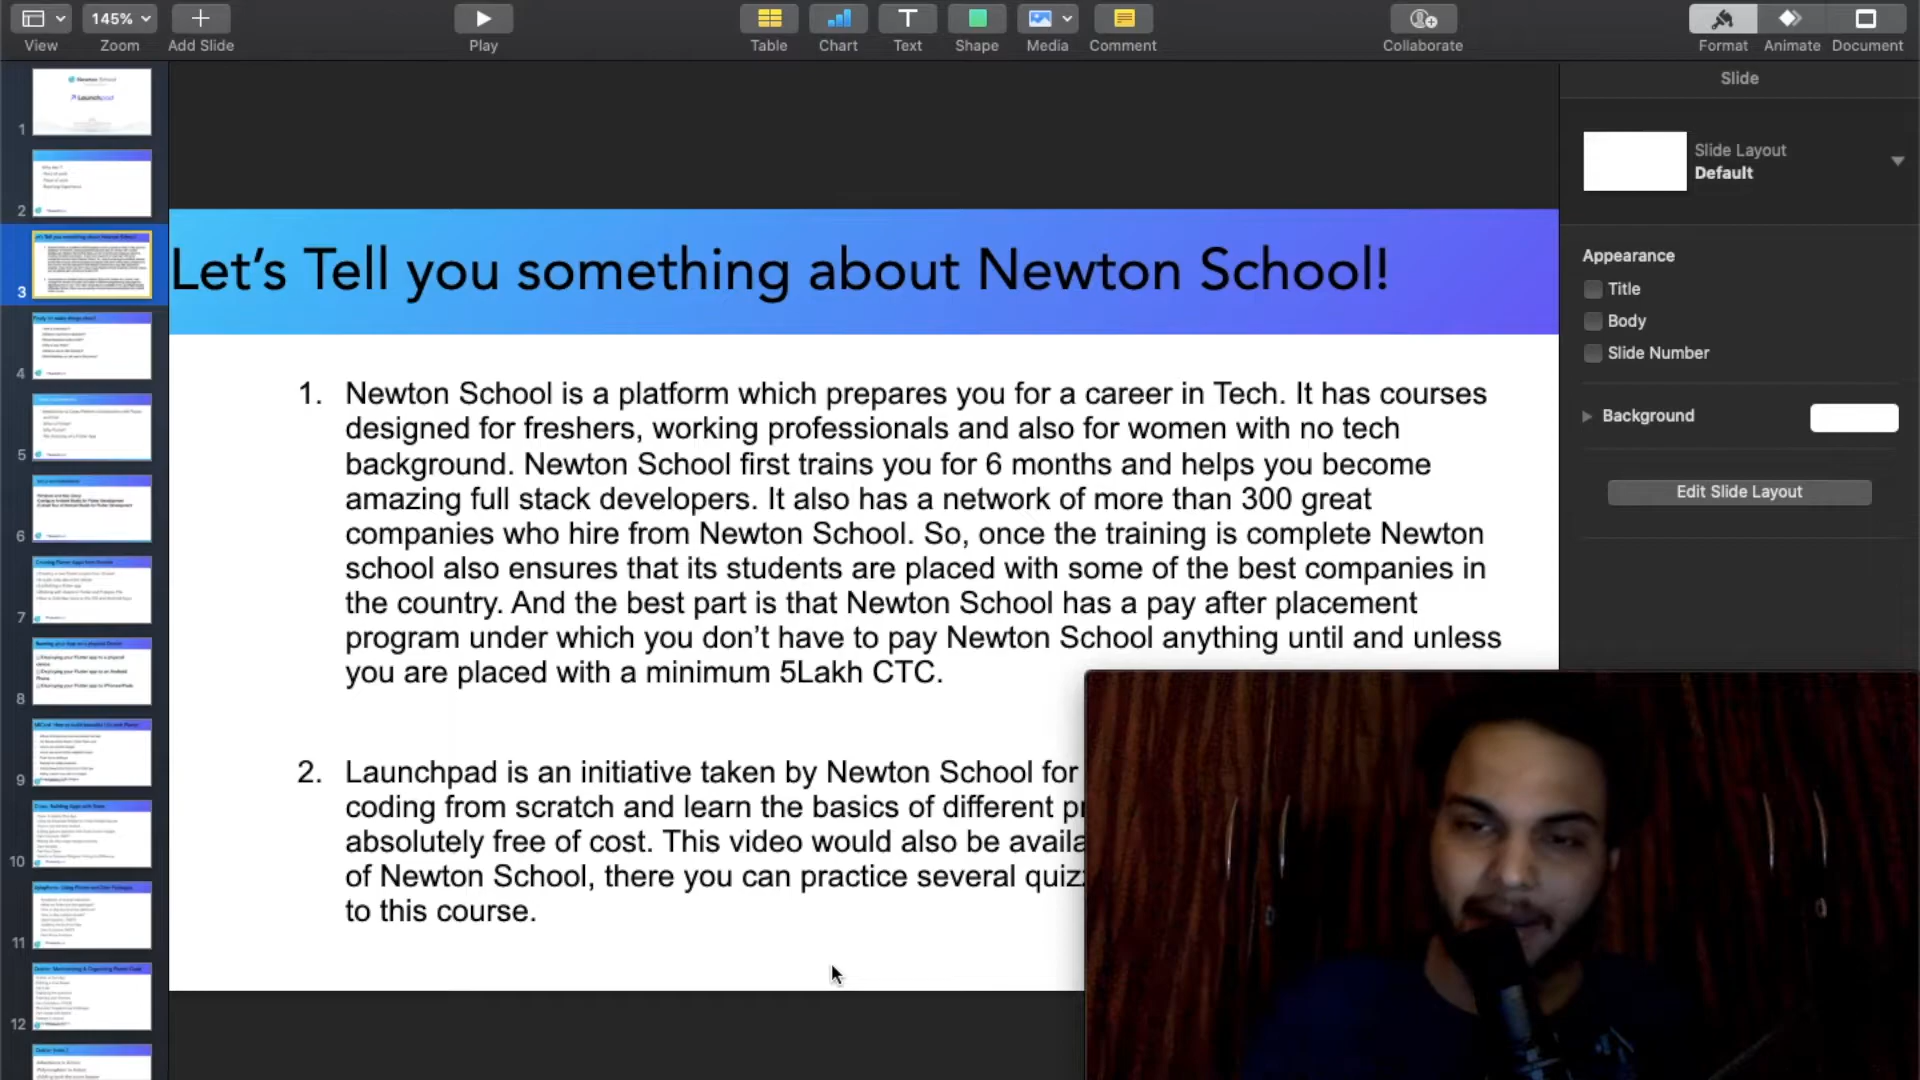 145%
View
Zoom
Add Slide
Play
Table
Chart
Text
Shape
Media
Comment
Collaborate
Format
Animate
Document
1
2
3
4
5
6
7
8
9
10
11
12
Let’s Tell you something about Newton School!
1. Newton School is a platform which prepares you for a career in Tech. It has courses
designed for freshers, working professionals and also for women with no tech
background. Newton School first trains you for 6 months and helps you become
amazing full stack developers. It also has a network of more than 300 great
companies who hire from Newton School. So, once the training is complete Newton
school also ensures that its students are placed with some of the best companies in
the country. And the best part is that Newton School has a pay after placement
program under which you don’t have to pay Newton School anything until and unless
you are placed with a minimum 5Lakh CTC.
2. Launchpad is an initiative taken by Newton School for
coding from scratch and learn the basics of different
absolutely free of cost. This video would also be
of Newton School, there you can practice several
to this course.
Slide
Slide Layout
Default
Appearance
Title
Body
Slide Number
Background
Edit Slide Layout